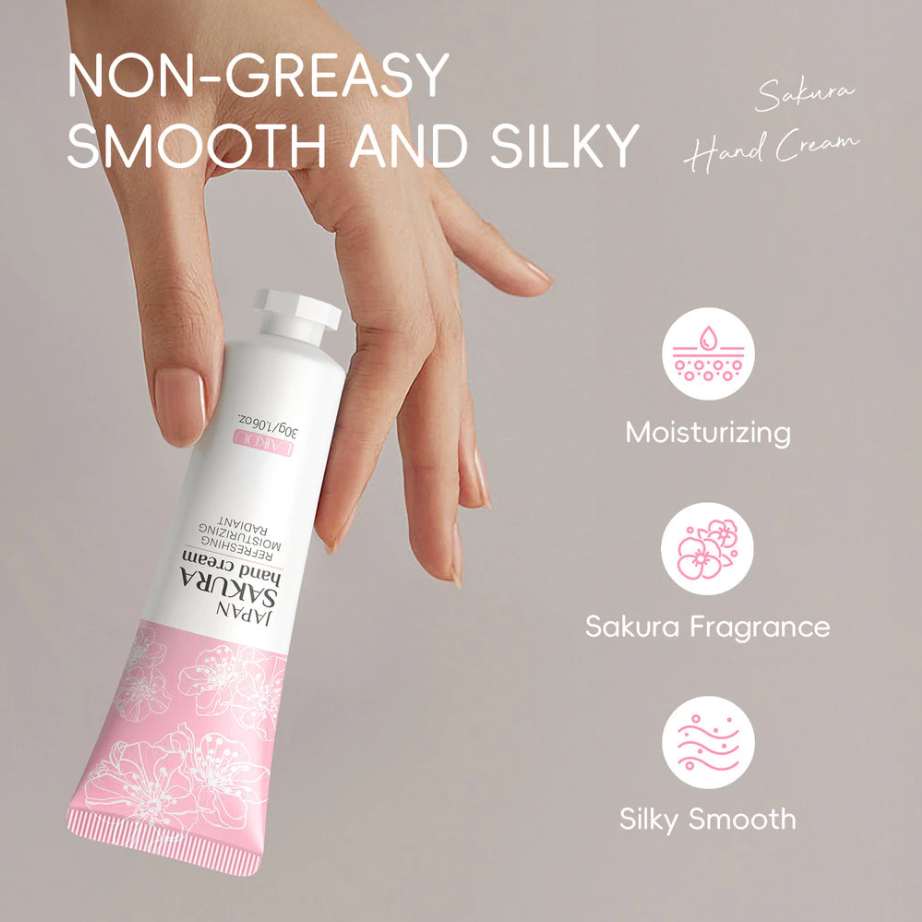 NON-GREASY
SMOOTH AND SILKY
Sakura
Hand Cream
Moisturizing
Sakura Fragrance
Silky Smooth
JAPAN
SAKURA
hand cream
REFRESHING
MOISTURIZING
RADIANT
LAIKOU
30g/1.06oz.